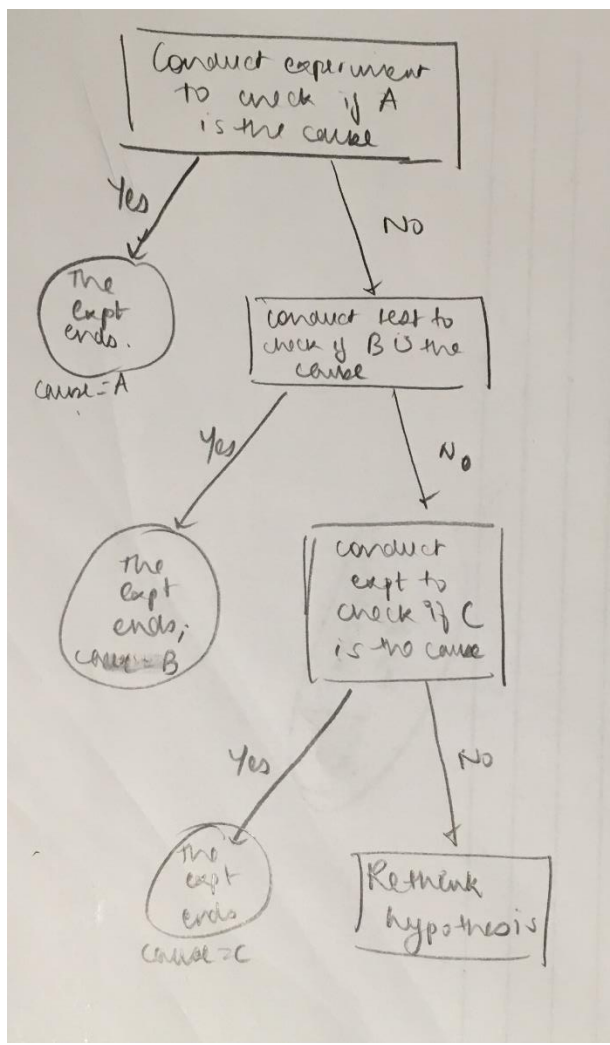 Conduct experiment
to check if A
is the cause
Yes
No
The
expt
ends.
cause = A
conduct test to
check if B is the
cause
Yes
No
The
expt
ends;
cause = B
conduct
expt to
check if C
is the cause
Yes
No
The
expt
ends
cause = C
Rethink
hypothesis